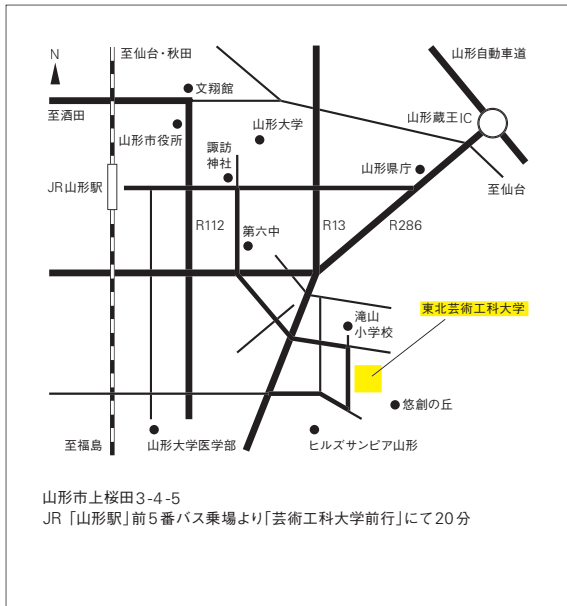 N
至仙台・秋田
山形自動車道
文翔館
至酒田
山形蔵王IC
山形市役所
山形大学
諏訪
神社
山形県庁
JR山形駅
至仙台
R112
第六中
R13
R286
東北芸術工科大学
滝山
小学校
悠創の丘
至福島
山形大学医学部
ヒルズサンピア山形
山形市上桜田3-4-5
JR「山形駅」前5番バス乗場より「芸術工科大学前行」にて20分